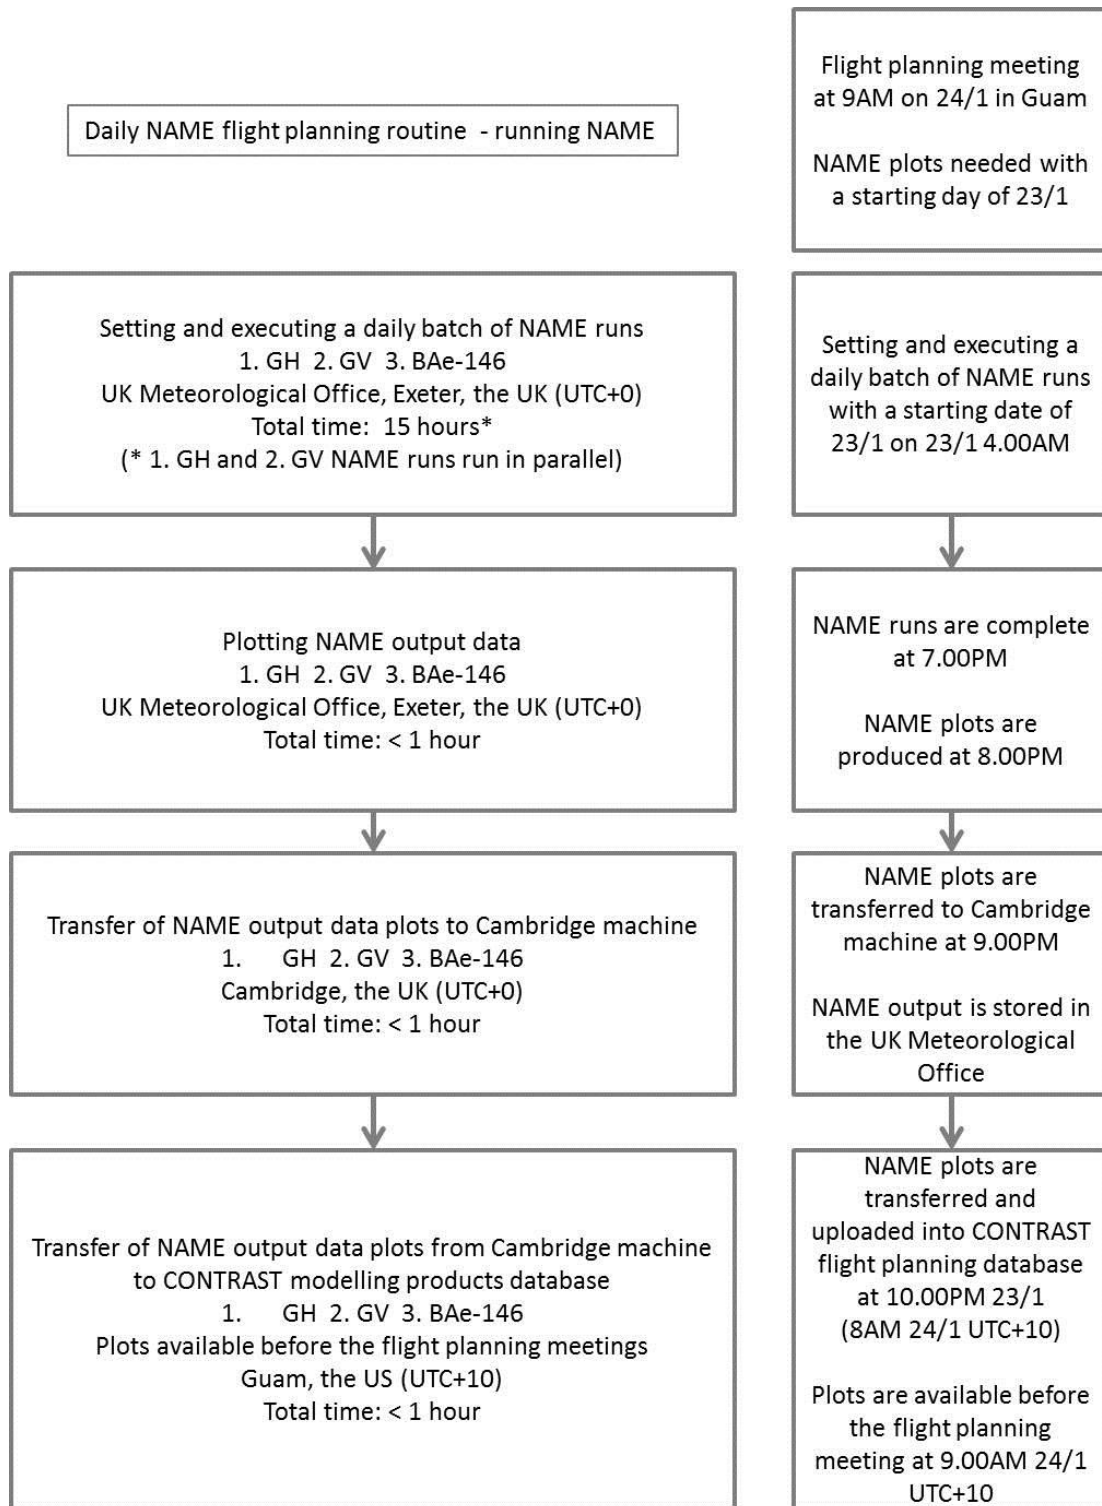 Daily NAME flight planning routine - running NAME
Flight planning meeting
at 9AM on 24/1 in Guam
NAME plots needed with
a starting day of 23/1
Setting and executing a daily batch of NAME runs
1. GH 2. GV 3. BAe-146
UK Meteorological Office, Exeter, the UK (UTC+0)
Total time: 15 hours*
(* 1. GH and 2. GV NAME runs run in parallel)
Setting and executing a
daily batch of NAME runs
with a starting date of
23/1 on 23/1 4.00AM
Plotting NAME output data
1. GH 2. GV 3. BAe-146
UK Meteorological Office, Exeter, the UK (UTC+0)
Total time: < 1 hour
NAME runs are complete
at 7.00PM
NAME plots are
produced at 8.00PM
Transfer of NAME output data plots to Cambridge machine
1. GH 2. GV 3. BAe-146
Cambridge, the UK (UTC+0)
Total time: < 1 hour
NAME plots are
transferred to Cambridge
machine at 9.00PM
NAME output is stored in
the UK Meteorological
Office
Transfer of NAME output data plots from Cambridge machine
to CONTRAST modelling products database
1. GH 2. GV 3. BAe-146
Plots available before the flight planning meetings
Guam, the US (UTC+10)
Total time: < 1 hour
NAME plots are
transferred and
uploaded into CONTRAST
flight planning database
at 10.00PM 23/1
(8AM 24/1 UTC+10)
Plots are available before
the flight planning
meeting at 9.00AM 24/1
UTC+10